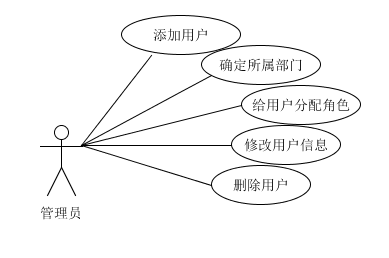 添加用户
确定所属部门
给用户分配角色
修改用户信息
删除用户
管理员